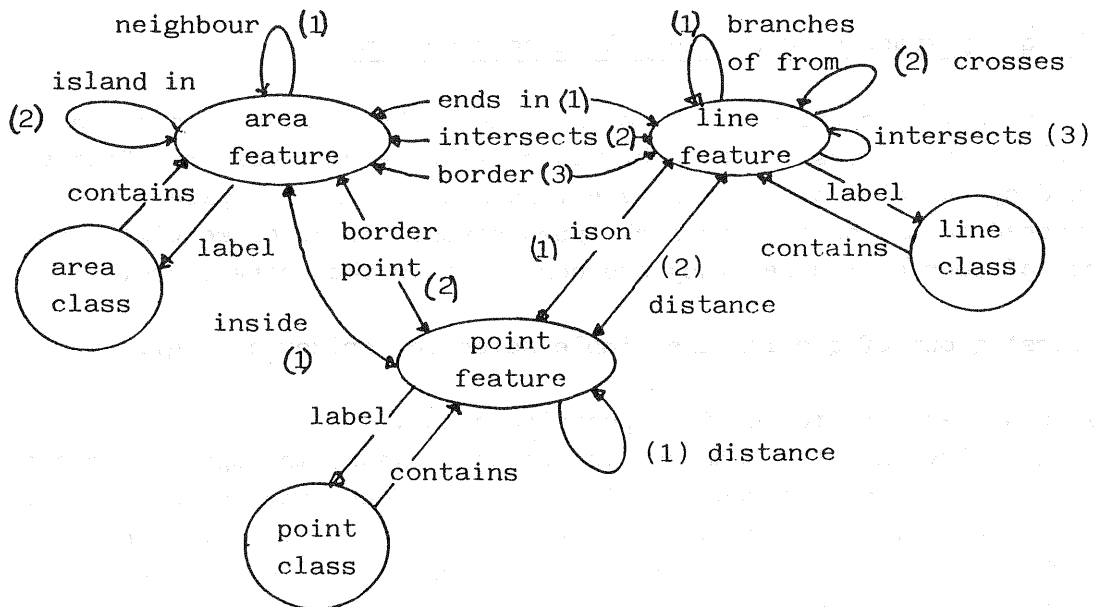 neighbour (1)
island in
(2)
area
feature
contains
label
area
class
ends in (1)
intersects (2)
border (3)
(1) branches
of from
(2) crosses
line
feature
intersects (3)
label
contains
line
class
border
point
(2)
inside
(1)
ison
(1)
(2)
distance
point
feature
label
contains
(1) distance
point
class